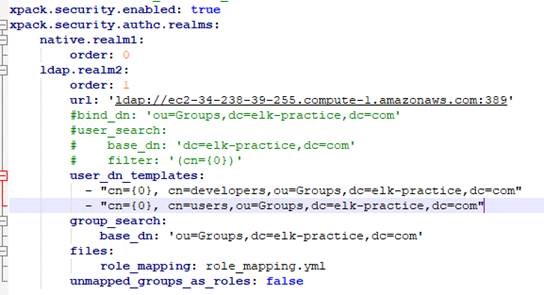 xpack.security.enabled: true
xpack.security.authc.realms:
native.realm1:
order: 0
ldap.realm2:
order: 1
url: 'ldap://ec2-34-238-39-255.compute-1.amazonaws.com:389'
#bind_dn: 'ou=Groups,dc=elk-practice,dc=com'
#user_search:
#    base_dn: 'dc=elk-practice,dc=com'
#    filter: '(cn={0})'
user_dn_templates:
- "cn={0}, cn=developers,ou=Groups,dc=elk-practice,dc=com"
- "cn={0}, cn=users,ou=Groups,dc=elk-practice,dc=com"
group_search:
base_dn: 'ou=Groups,dc=elk-practice,dc=com'
files:
role_mapping: role_mapping.yml
unmapped_groups_as_roles: false